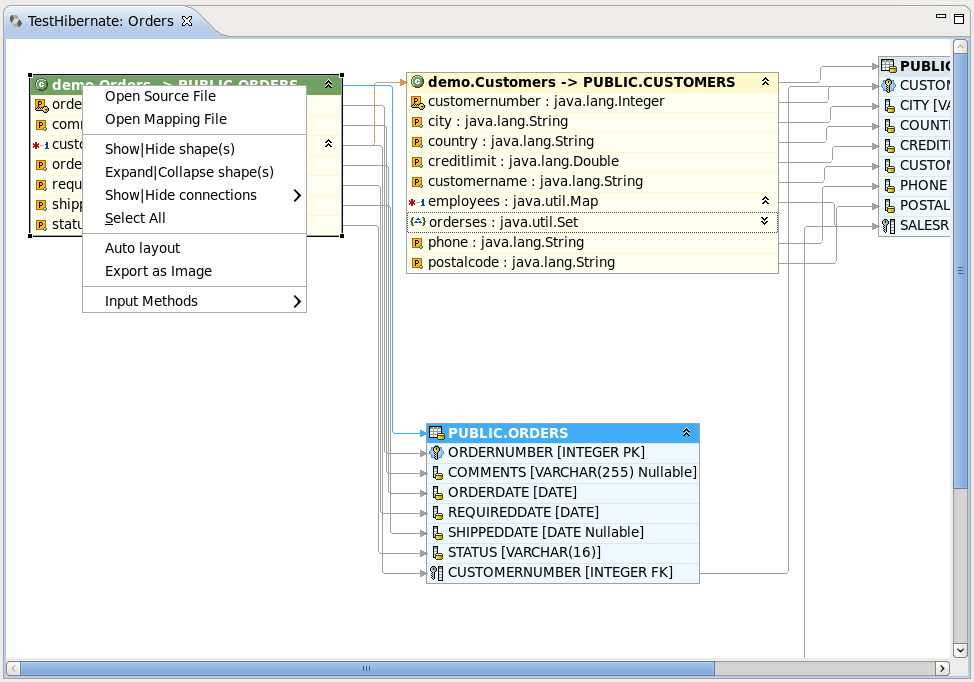 TestHibernate: Orders
demo.Orders -> PUBLIC.ORDERS
orde
com
custo
orde
requ
shipp
statu
Open Source File
Open Mapping File
Show|Hide shape(s)
Expand|Collapse shape(s)
Show|Hide connections
Select All
Auto layout
Export as Image
Input Methods
demo.Customers -> PUBLIC.CUSTOMERS
customernumber : java.lang.Integer
city : java.lang.String
country : java.lang.String
creditlimit : java.lang.Double
customername : java.lang.String
employees : java.util.Map
orderses : java.util.Set
phone : java.lang.String
postalcode : java.lang.String
PUBLIC
CUSTOM
CITY [VA
COUNT
CREDIT
CUSTOM
PHONE
POSTAL
SALESR
PUBLIC.ORDERS
ORDERNUMBER [INTEGER PK]
COMMENTS [VARCHAR(255) Nullable]
ORDERDATE [DATE]
REQUIREDDATE [DATE]
SHIPPEDDATE [DATE Nullable]
STATUS [VARCHAR(16)]
CUSTOMERNUMBER [INTEGER FK]